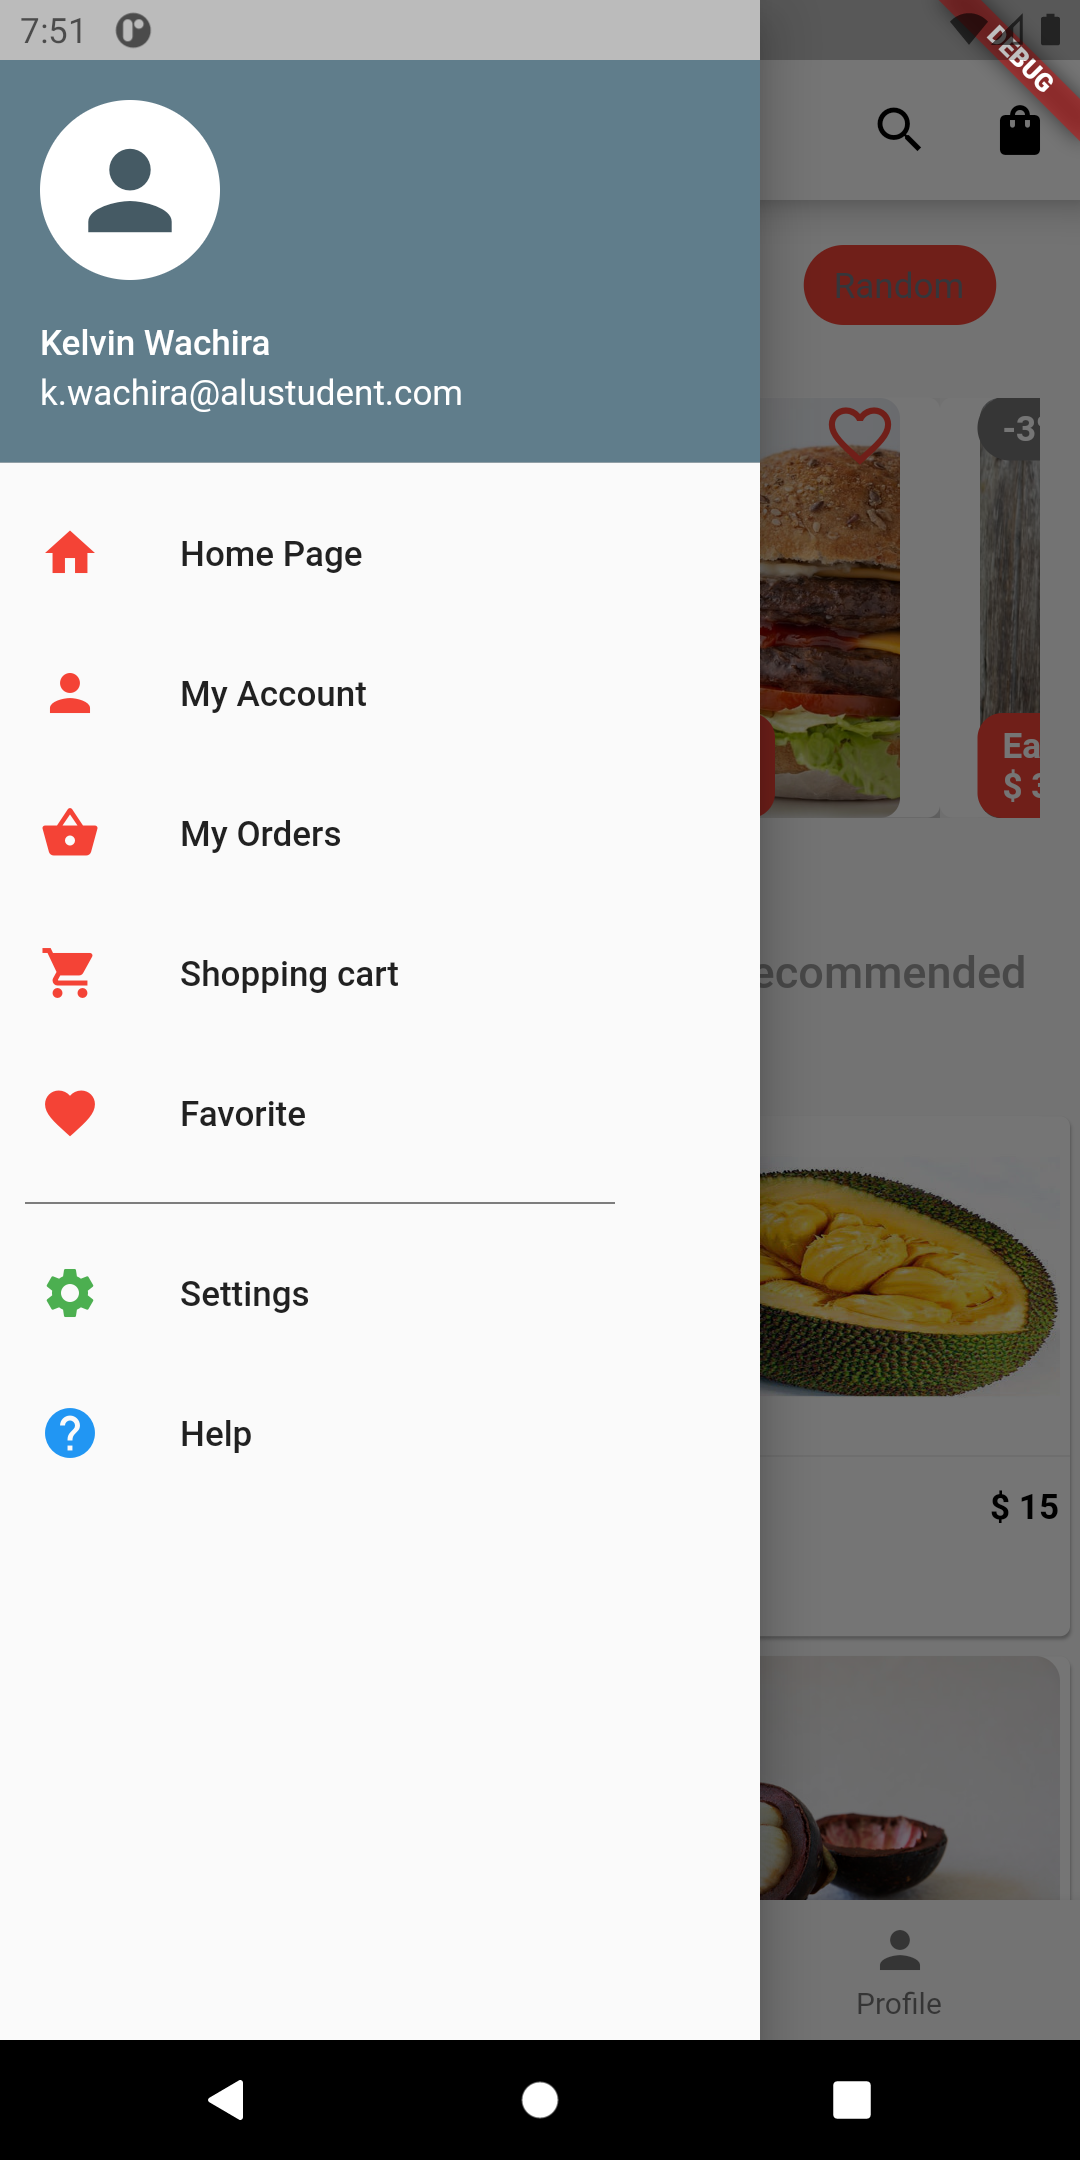 7:51
DEBUG
Kelvin Wachira
k.wachira@alustudent.com
Random
Home Page
My Account
My Orders
Shopping cart
Favorite
Settings
Help
-3
Ea
$ 3
ecommended
$ 15
Profile